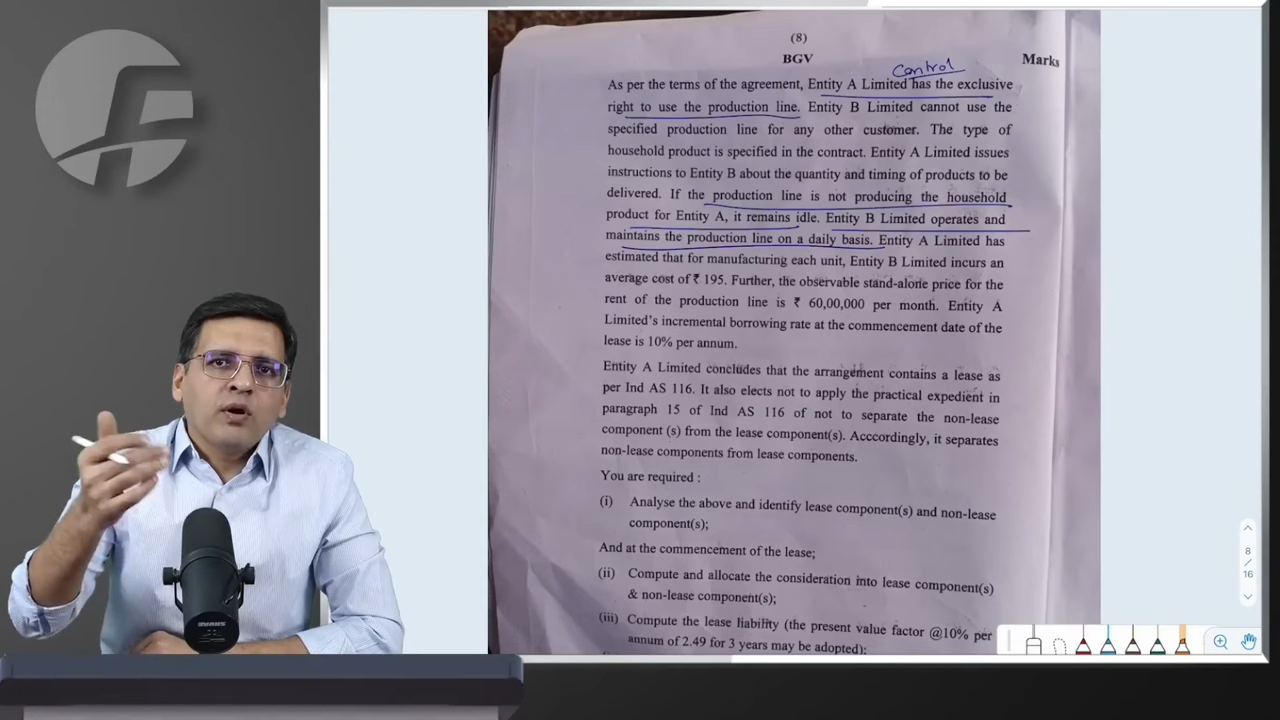 (8)
BGV
Marks
Control
As per the terms of the agreement, Entity A Limited has the exclusive
right to use the production line. Entity B Limited cannot use the
specified production line for any other customer. The type of
household product is specified in the contract. Entity A Limited issues
instructions to Entity B about the quantity and timing of products to be
delivered. If the production line is not producing the household
product for Entity A, it remains idle. Entity B Limited operates and
maintains the production line on a daily basis. Entity A Limited has
estimated that for manufacturing each unit, Entity B Limited incurs an
average cost of ₹ 195. Further, the observable stand-alone price for the
rent of the production line is ₹ 60,00,000 per month. Entity A
Limited's incremental borrowing rate at the commencement date of the
lease is 10% per annum.
Entity A Limited concludes that the arrangement contains a lease as
per Ind AS 116. It also elects not to apply the practical expedient in
paragraph 15 of Ind AS 116 of not to separate the non-lease
component (s) from the lease component(s). Acccordingly, it separates
non-lease components from lease components.
You are required :
(i) Analyse the above and identify lease component(s) and non-lease
component(s);
And at the commencement of the lease;
(ii) Compute and allocate the consideration into lease component(s)
& non-lease component(s);
(iii) Compute the lease liability (the present value factor @10% per
annum of 2.49 for 3 years may be adopted);
8
/
16